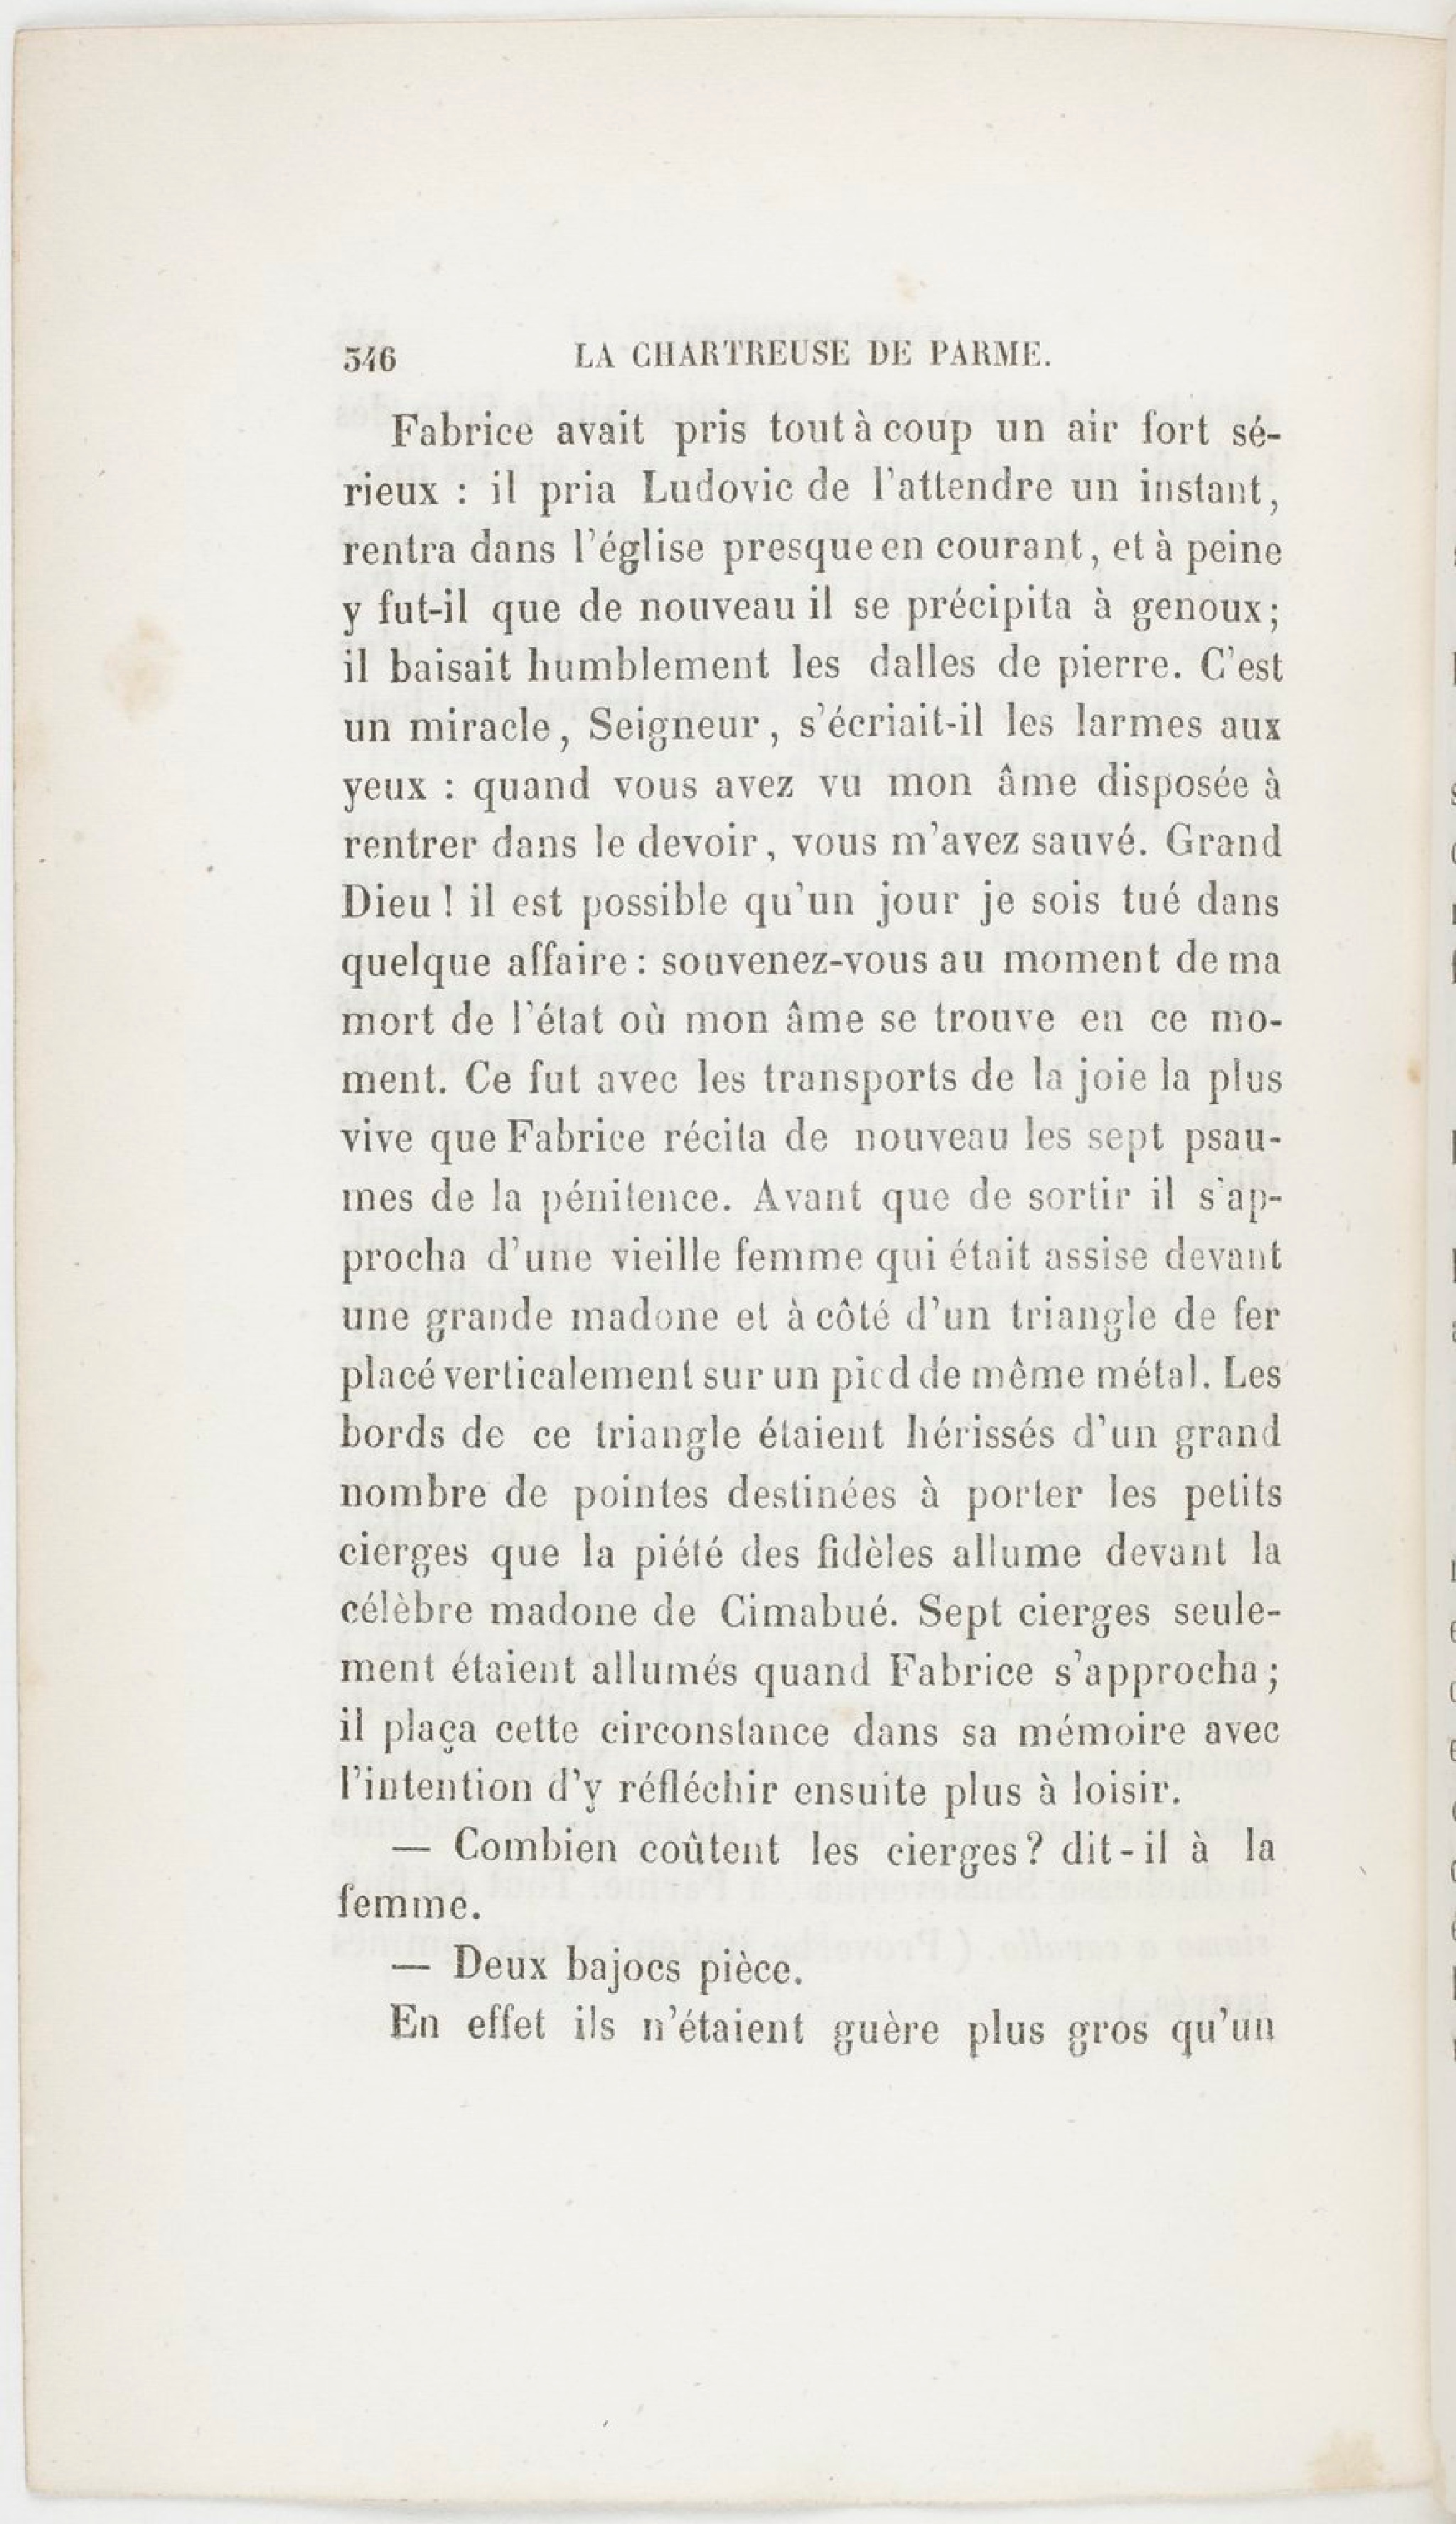 346 LA CHARTREUSE DE PARME.
Fabrice avait pris tout à coup un air fort sé-
rieux : il pria Ludovic de l'attendre un instant,
rentra dans l'église presque en courant, et à peine
y fut-il que de nouveau il se précipita à genoux;
il baisait humblement les dalles de pierre. C'est
un miracle, Seigneur, s'écriait-il les larmes aux
yeux : quand vous avez vu mon âme disposée à
rentrer dans le devoir, vous m'avez sauvé. Grand
Dieu ! il est possible qu'un jour je sois tué dans
quelque affaire : souvenez-vous au moment de ma
mort de l'état où mon âme se trouve en ce mo-
ment. Ce fut avec les transports de la joie la plus
vive que Fabrice récita de nouveau les sept psau-
mes de la pénitence. Avant que de sortir il s'ap-
procha d'une vieille femme qui était assise devant
une grande madone et à côté d'un triangle de fer
placé verticalement sur un pied de même métal. Les
bords de ce triangle étaient hérissés d'un grand
nombre de pointes destinées à porter les petits
cierges que la piété des fidèles allume devant la
célèbre madone de Cimabué. Sept cierges seule-
ment étaient allumés quand Fabrice s'approcha;
il plaça cette circonstance dans sa mémoire avec
l'intention d'y réfléchir ensuite plus à loisir.
— Combien coûtent les cierges? dit-il à la
femme.
— Deux bajocs pièce.
En effet ils n'étaient guère plus gros qu'un